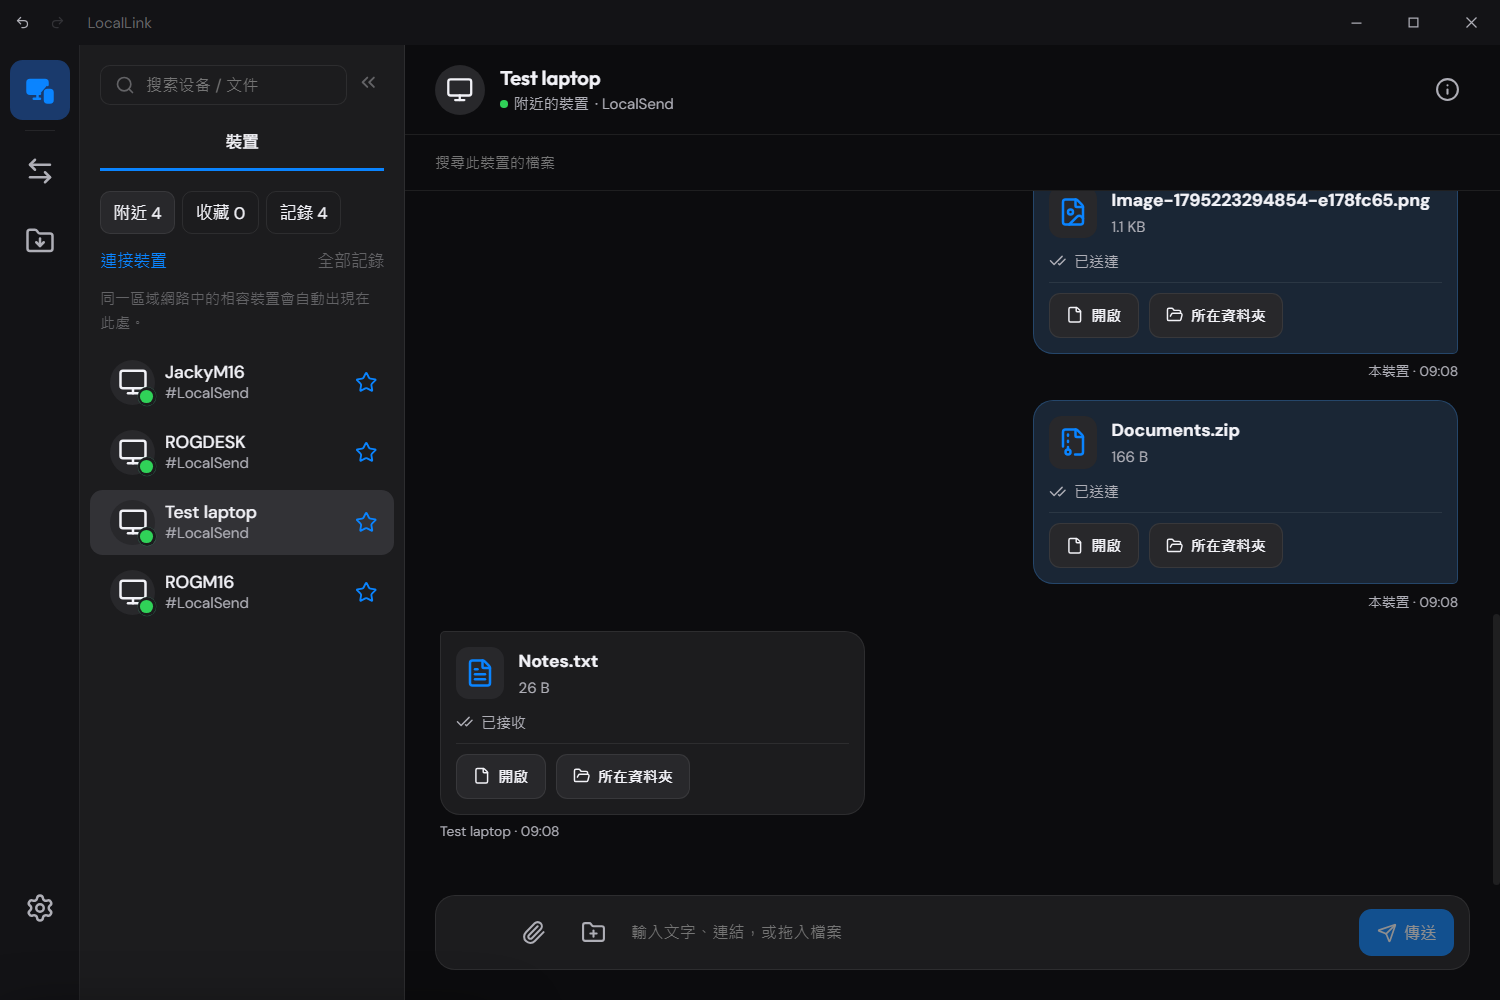 LocalLink
搜索设备 / 文件
裝置
附近 4
收藏 0
記錄 4
連接裝置
全部記錄
同一區域網路中的相容裝置會自動出現在
此處。
JackyM16
#LocalSend
ROGDESK
#LocalSend
Test laptop
#LocalSend
ROGM16
#LocalSend
Test laptop
附近的裝置 · LocalSend
搜尋此裝置的檔案
Image-1795223294854-e178fc65.png
1.1 KB
已送達
開啟
所在資料夾
本裝置 · 09:08
Documents.zip
166 B
已送達
開啟
所在資料夾
本裝置 · 09:08
Notes.txt
26 B
已接收
開啟
所在資料夾
Test laptop · 09:08
輸入文字、連結，或拖入檔案
傳送